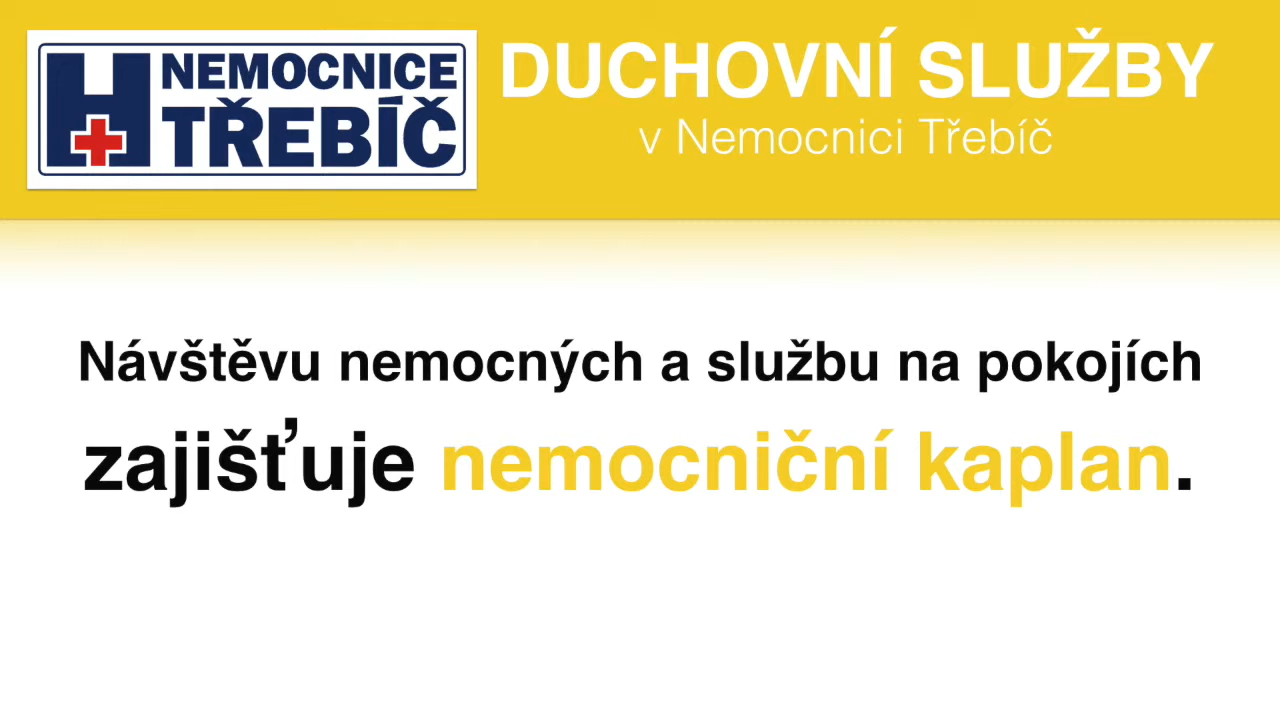 NEMOCNICE
TŘEBÍČ
DUCHOVNÍ SLUŽBY
v Nemocnici Třebíč
Návštěvu nemocných a službu na pokojích
zajišťuje nemocniční kaplan.